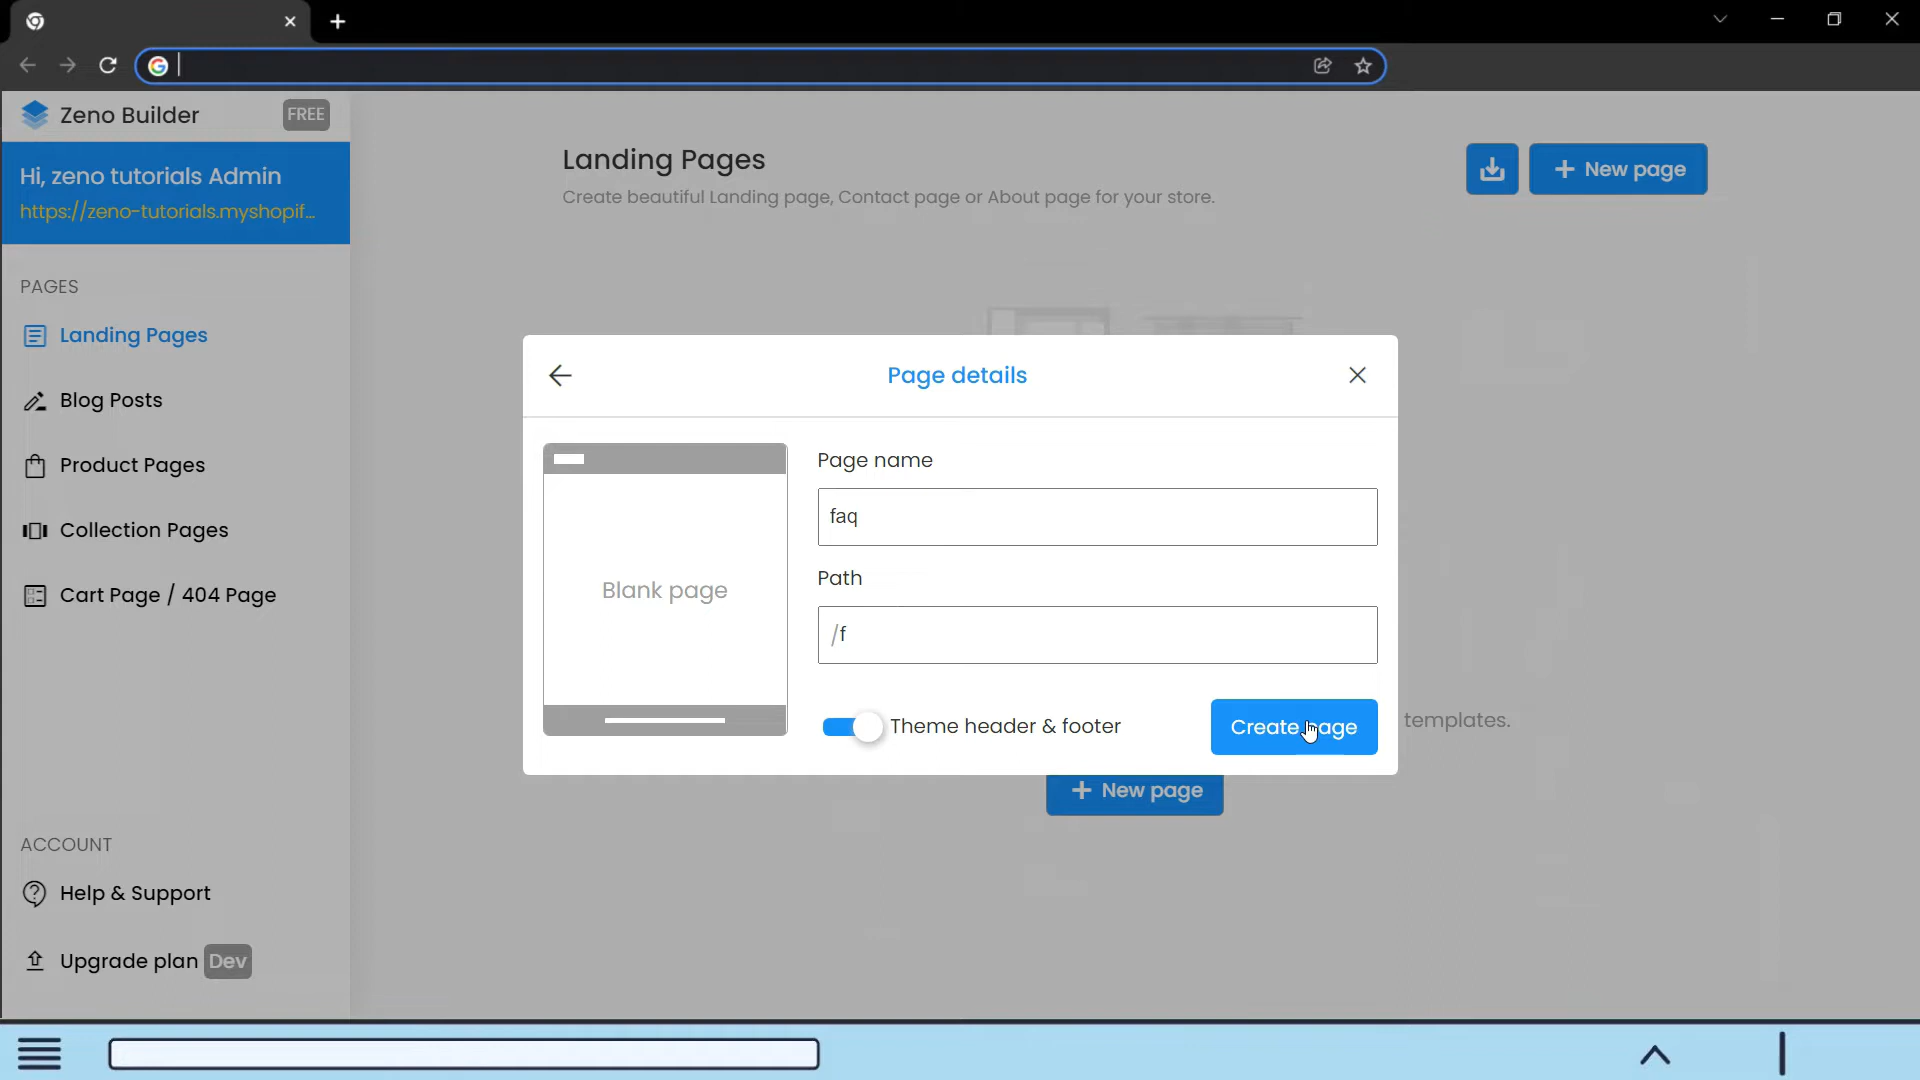 Zeno Builder FREE
Hi, zeno tutorials Admin
https://zeno-tutorials.myshopif...
PAGES
Landing Pages
Blog Posts
Product Pages
Collection Pages
Cart Page / 404 Page
ACCOUNT
Help & Support
Upgrade plan Dev
Landing Pages
Create beautiful Landing page, Contact page or About page for your store.
New page
Page details
Blank page
Page name
faq
Path
/f
Theme header & footer
Create page
templates.
New page